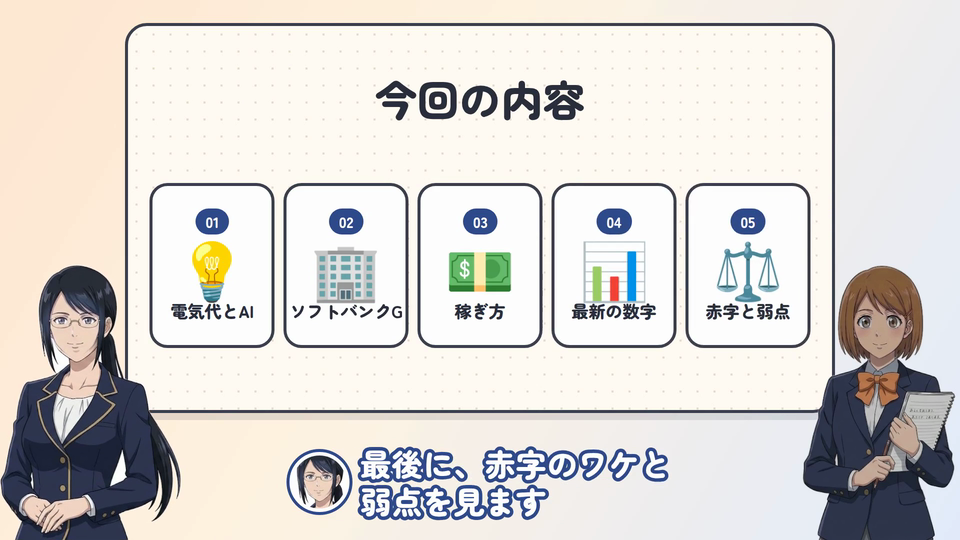 今回の内容
01
電気代とAI
02
ソフトバンクG
03
稼ぎ方
04
最新の数字
05
赤字と弱点
最後に、赤字のワケと
弱点を見ます